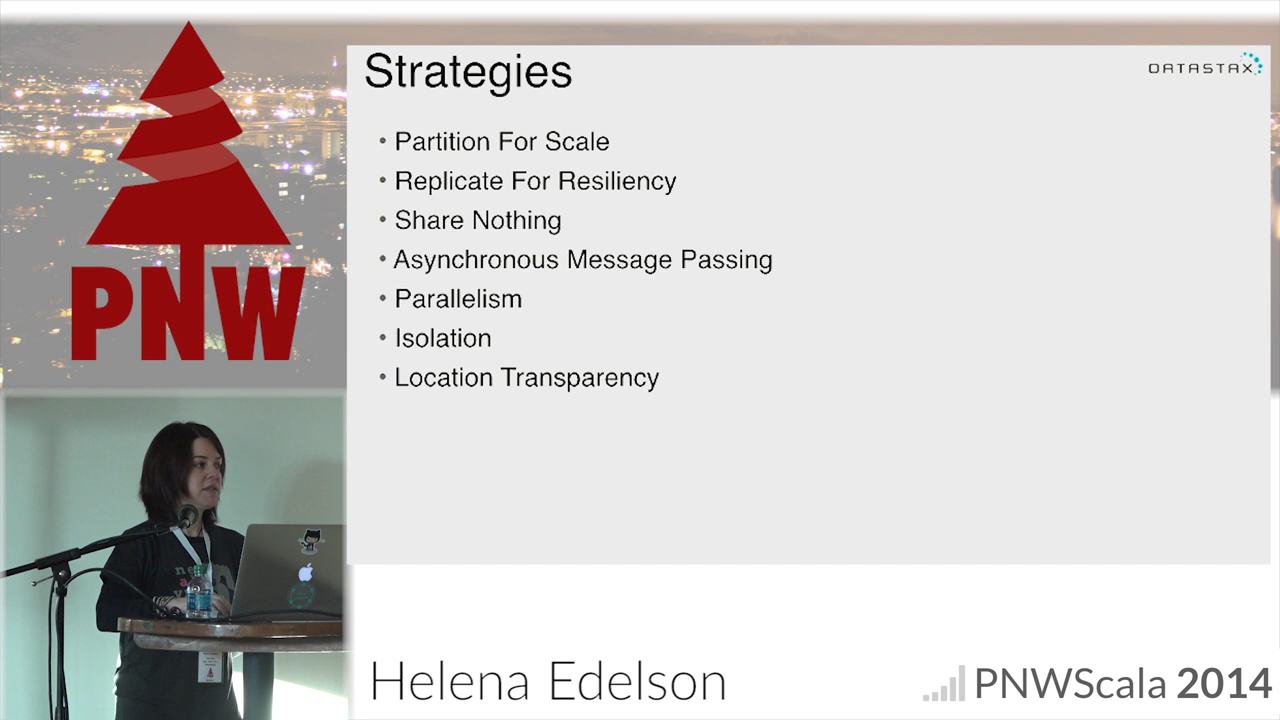 PNW
Strategies
DATASTAX
• Partition For Scale
• Replicate For Resiliency
• Share Nothing
• Asynchronous Message Passing
• Parallelism
• Isolation
• Location Transparency
Helena Edelson
PNWScala 2014